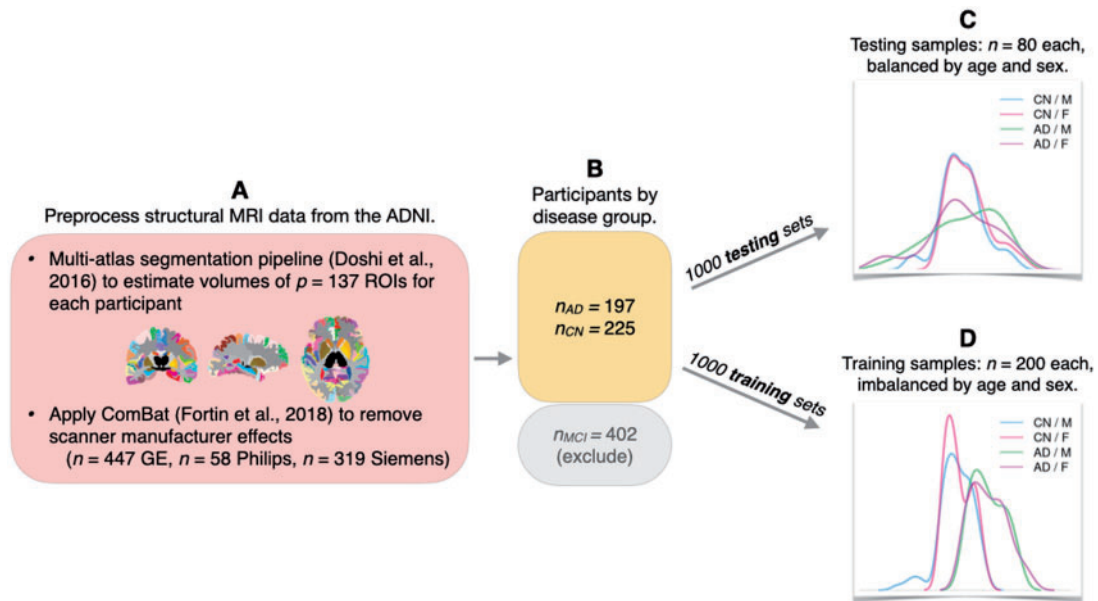 A
Preprocess structural MRI data from the ADNI.
• Multi-atlas segmentation pipeline (Doshi et al.,
2016) to estimate volumes of p = 137 ROIs for
each participant
• Apply ComBat (Fortin et al., 2018) to remove
scanner manufacturer effects
(n = 447 GE, n = 58 Philips, n = 319 Siemens)
B
Participants by
disease group.
nAD = 197
nCN = 225
nMCI = 402
(exclude)
1000 testing sets
1000 training sets
C
Testing samples: n = 80 each,
balanced by age and sex.
CN / M
CN / F
AD / M
AD / F
D
Training samples: n = 200 each,
imbalanced by age and sex.
CN / M
CN / F
AD / M
AD / F